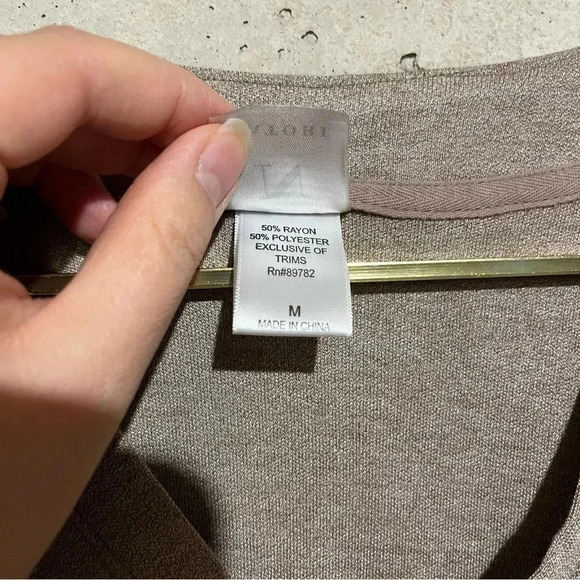 50% RAYON
50% POLYESTER
EXCLUSIVE OF
TRIMS
Rn#89782
M
MADE IN CHINA